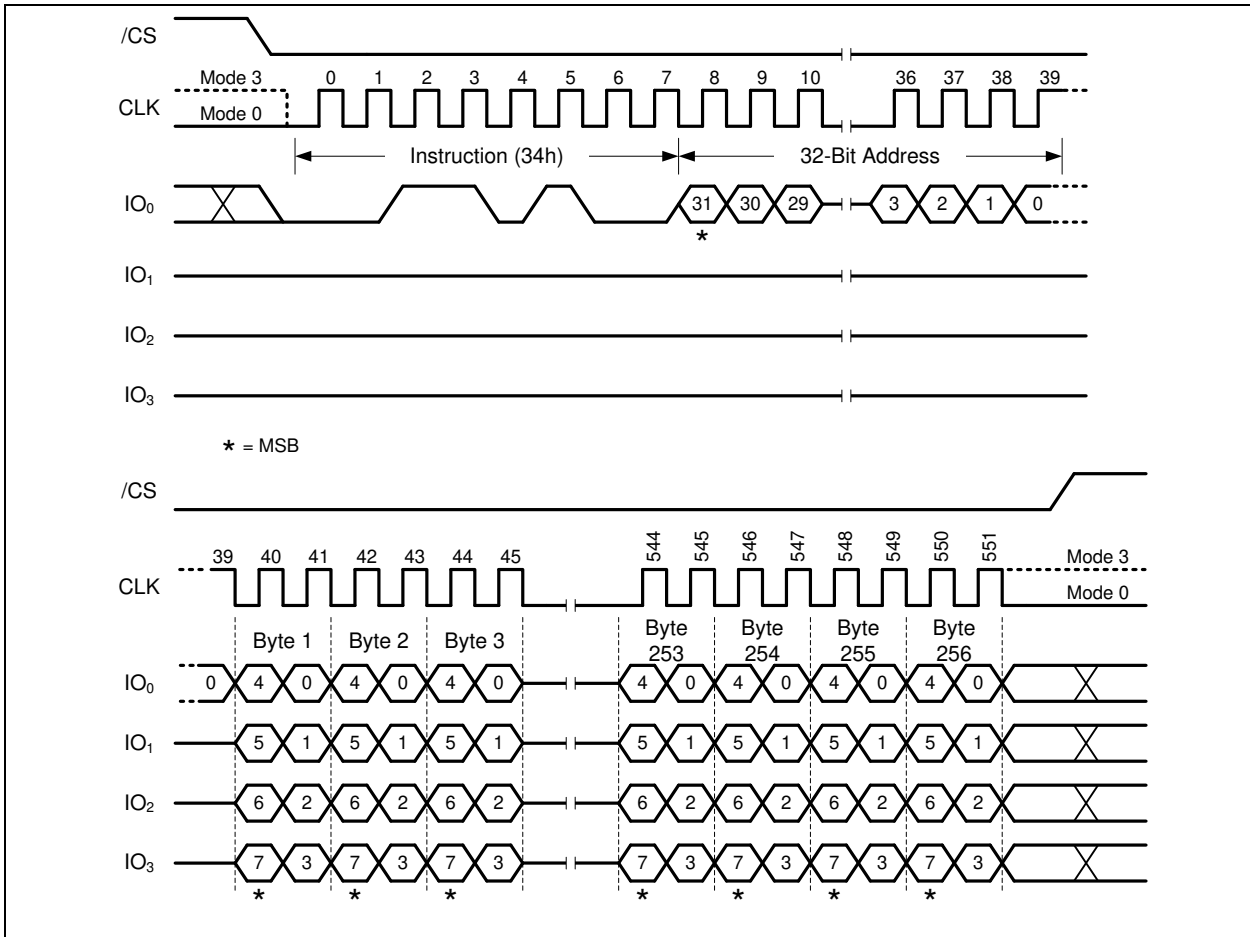 /CS
Mode 3 0 1 2 3 4 5 6 7 8 9 10 36 37 38 39
CLK
Mode 0
Instruction (34h) 32-Bit Address
IO0 31 30 29 3 2 1 0
*
IO1
IO2
IO3
* = MSB
/CS
39 40 41 42 43 44 45 544 545 546 547 548 549 550 551 Mode 3
CLK
Mode 0
Byte 1 Byte 2 Byte 3 Byte 253 Byte 254 Byte 255 Byte 256
IO0 0 4 0 4 0 4 0 4 0 4 0 4 0 4 0
IO1 5 1 5 1 5 1 5 1 5 1 5 1 5 1
IO2 6 2 6 2 6 2 6 2 6 2 6 2 6 2
IO3 7 3 7 3 7 3 7 3 7 3 7 3 7 3
* * * * * * *